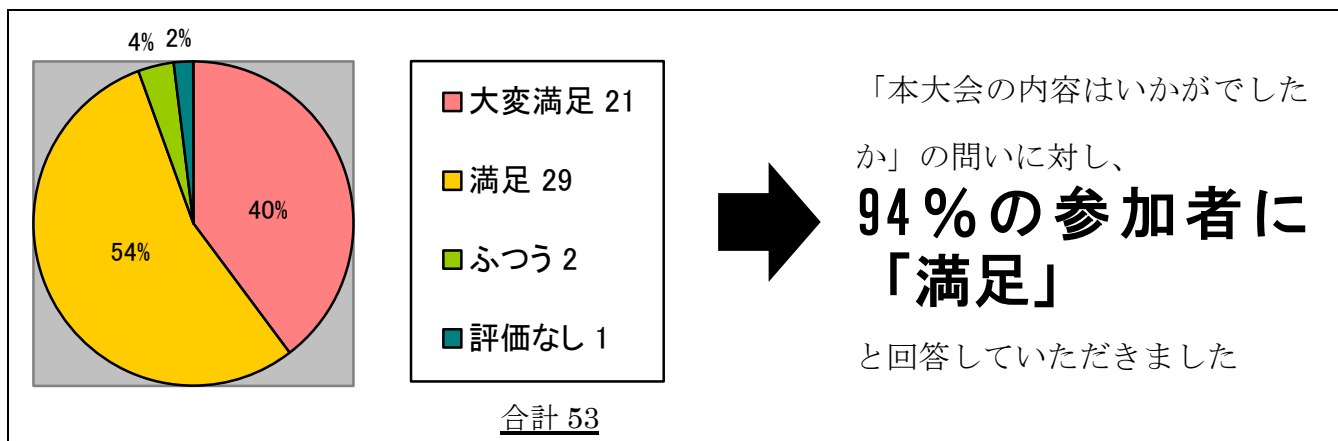 4%
2%
40%
54%
大変満足 21
満足 29
ふつう 2
評価なし 1
合計 53
「本大会の内容はいかがでした
か」の問いに対し、
94%の参加者に
「満足」
と回答していただきました